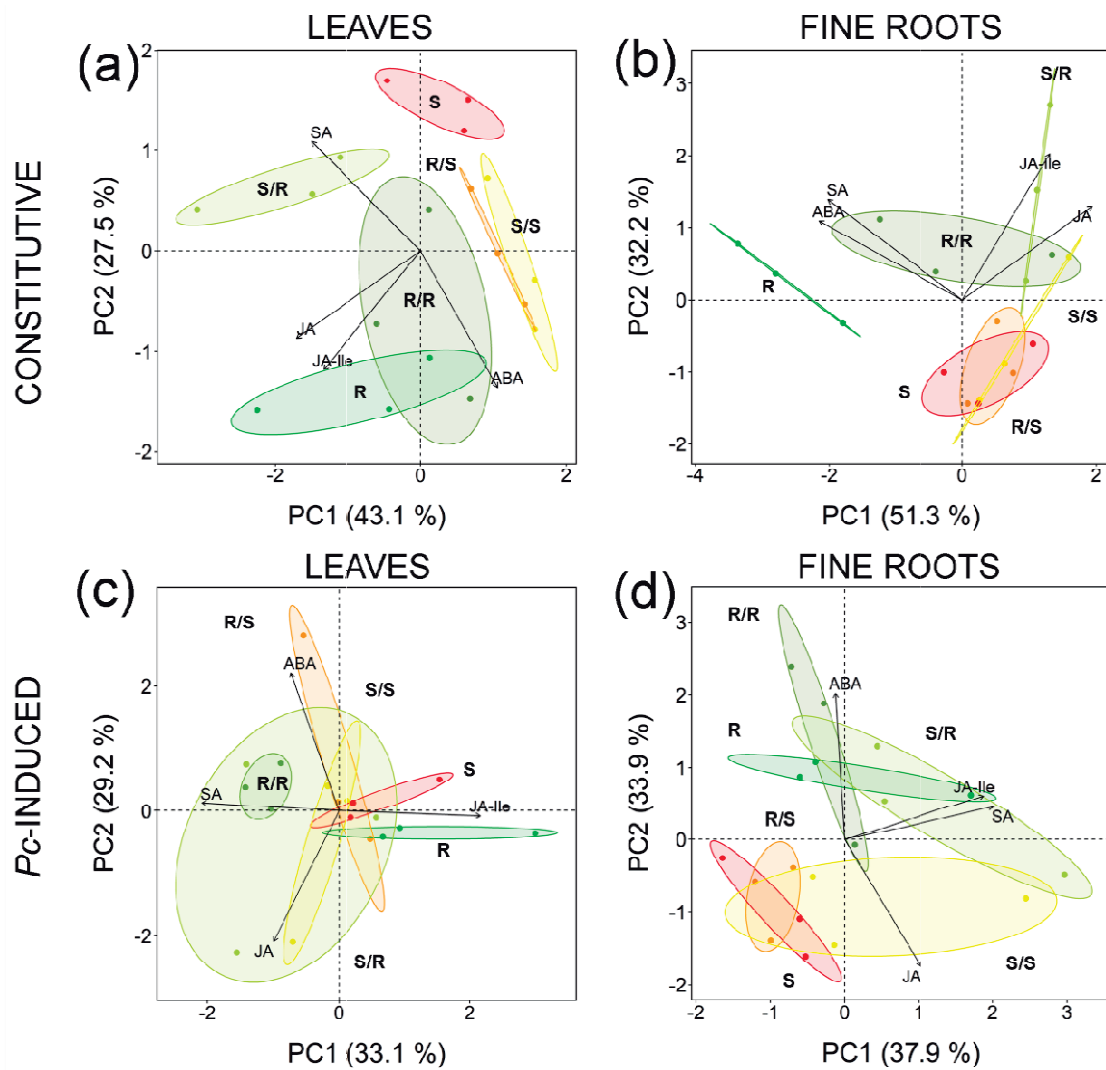 LEAVES
FINE ROOTS
CONSTITUTIVE
(a)
PC2 (27.5 %)
2
1
0
-1
-2
S
SA
R/S
S/R
S/S
R/R
JA
JA-Ile
R
ABA
-2
0
2
PC1 (43.1 %)
(b)
PC2 (32.2 %)
3
2
1
0
-1
-2
S/R
JA-Ile
SA
ABA
JA
R/R
R
S/S
S
R/S
-4
-2
0
2
PC1 (51.3 %)
LEAVES
FINE ROOTS
Pc-INDUCED
(c)
PC2 (29.2 %)
2
0
-2
R/S
ABA
S/S
S
R/R
SA
JA-Ile
R
JA
S/R
-2
0
2
PC1 (33.1 %)
(d)
PC2 (33.9 %)
3
2
1
0
-1
-2
R/R
ABA
R
S/R
JA-Ile
SA
R/S
S/S
JA
S
-2
-1
0
1
2
3
PC1 (37.9 %)